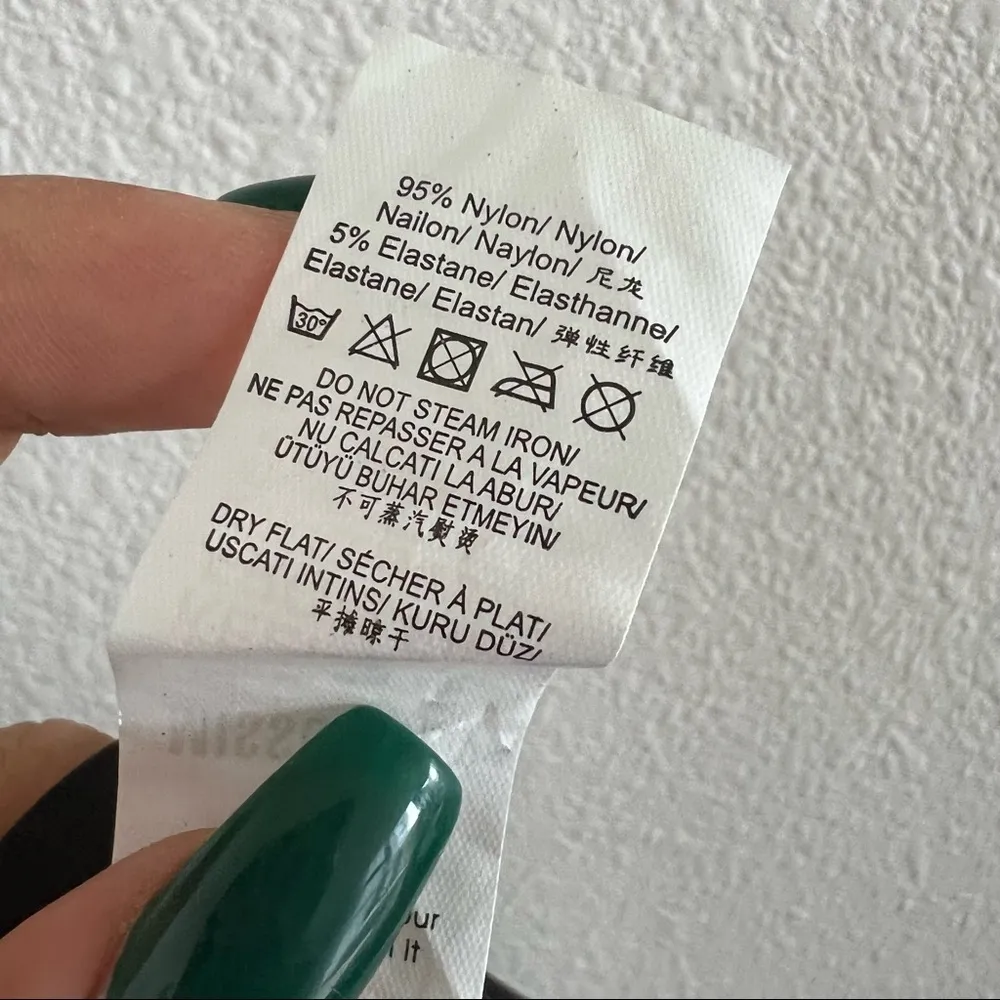 95% Nylon/ Nylon/
Nailon/ Naylon/ 尼龙
5% Elastane/ Elasthanne/
Elastane/ Elastan/ 弹性纤维
30°
DO NOT STEAM IRON/
NE PAS REPASSER A LA VAPEUR/
NU CALCATI LA ABUR/
ÜTÜYÜ BUHAR ETMEYIN/
不可蒸汽熨烫
DRY FLAT/ SÉCHER À PLAT/
USCATI INTINS/ KURU DÜZ/
平摊晾干
It